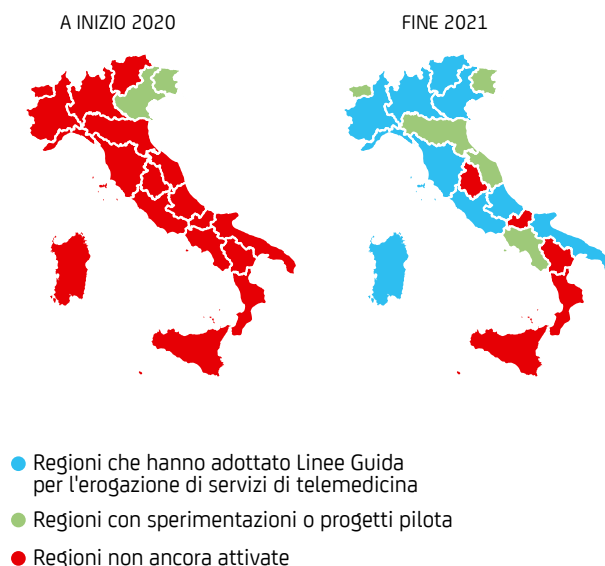 A INIZIO 2020
FINE 2021
Regioni che hanno adottato Linee Guida
per l'erogazione di servizi di telemedicina
Regioni con sperimentazioni o progetti pilota
Regioni non ancora attivate